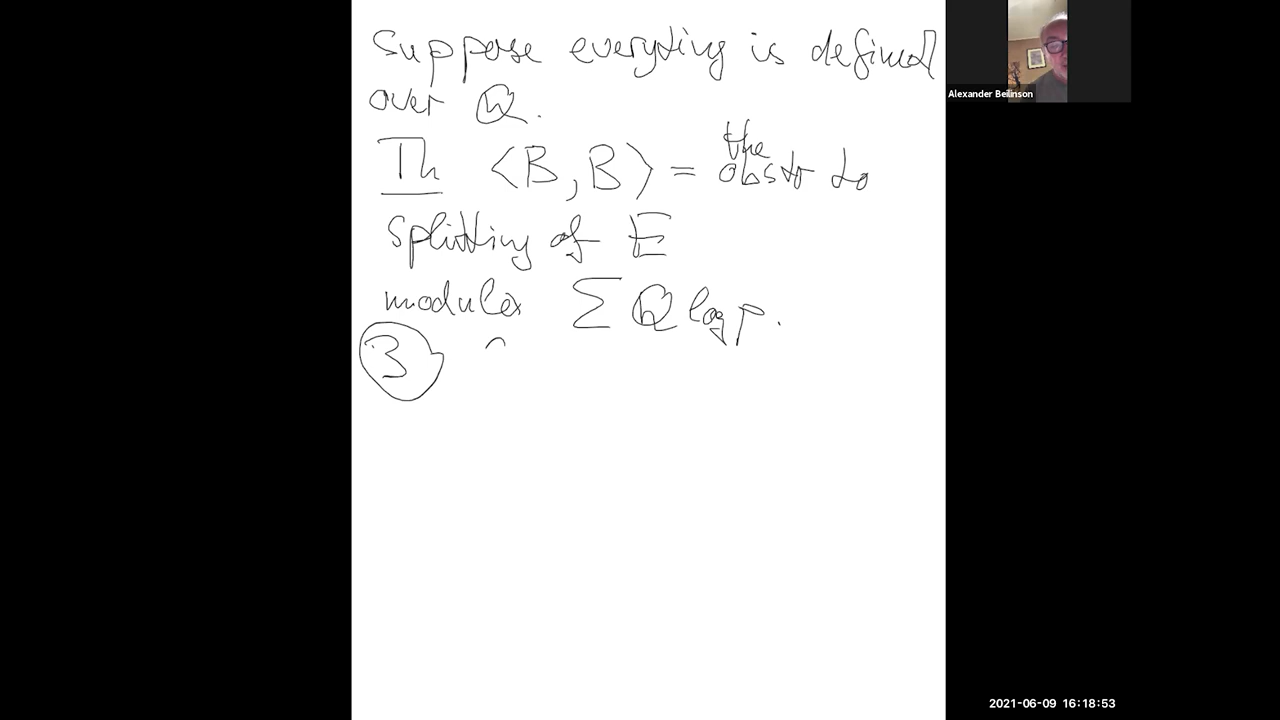 Suppose everyting is defined
over Q.
Th <B, B> = the obstr to
splitting of E
modulo Σ Q log p.
3
Alexander Beilinson
2021-06-09 16:18:53